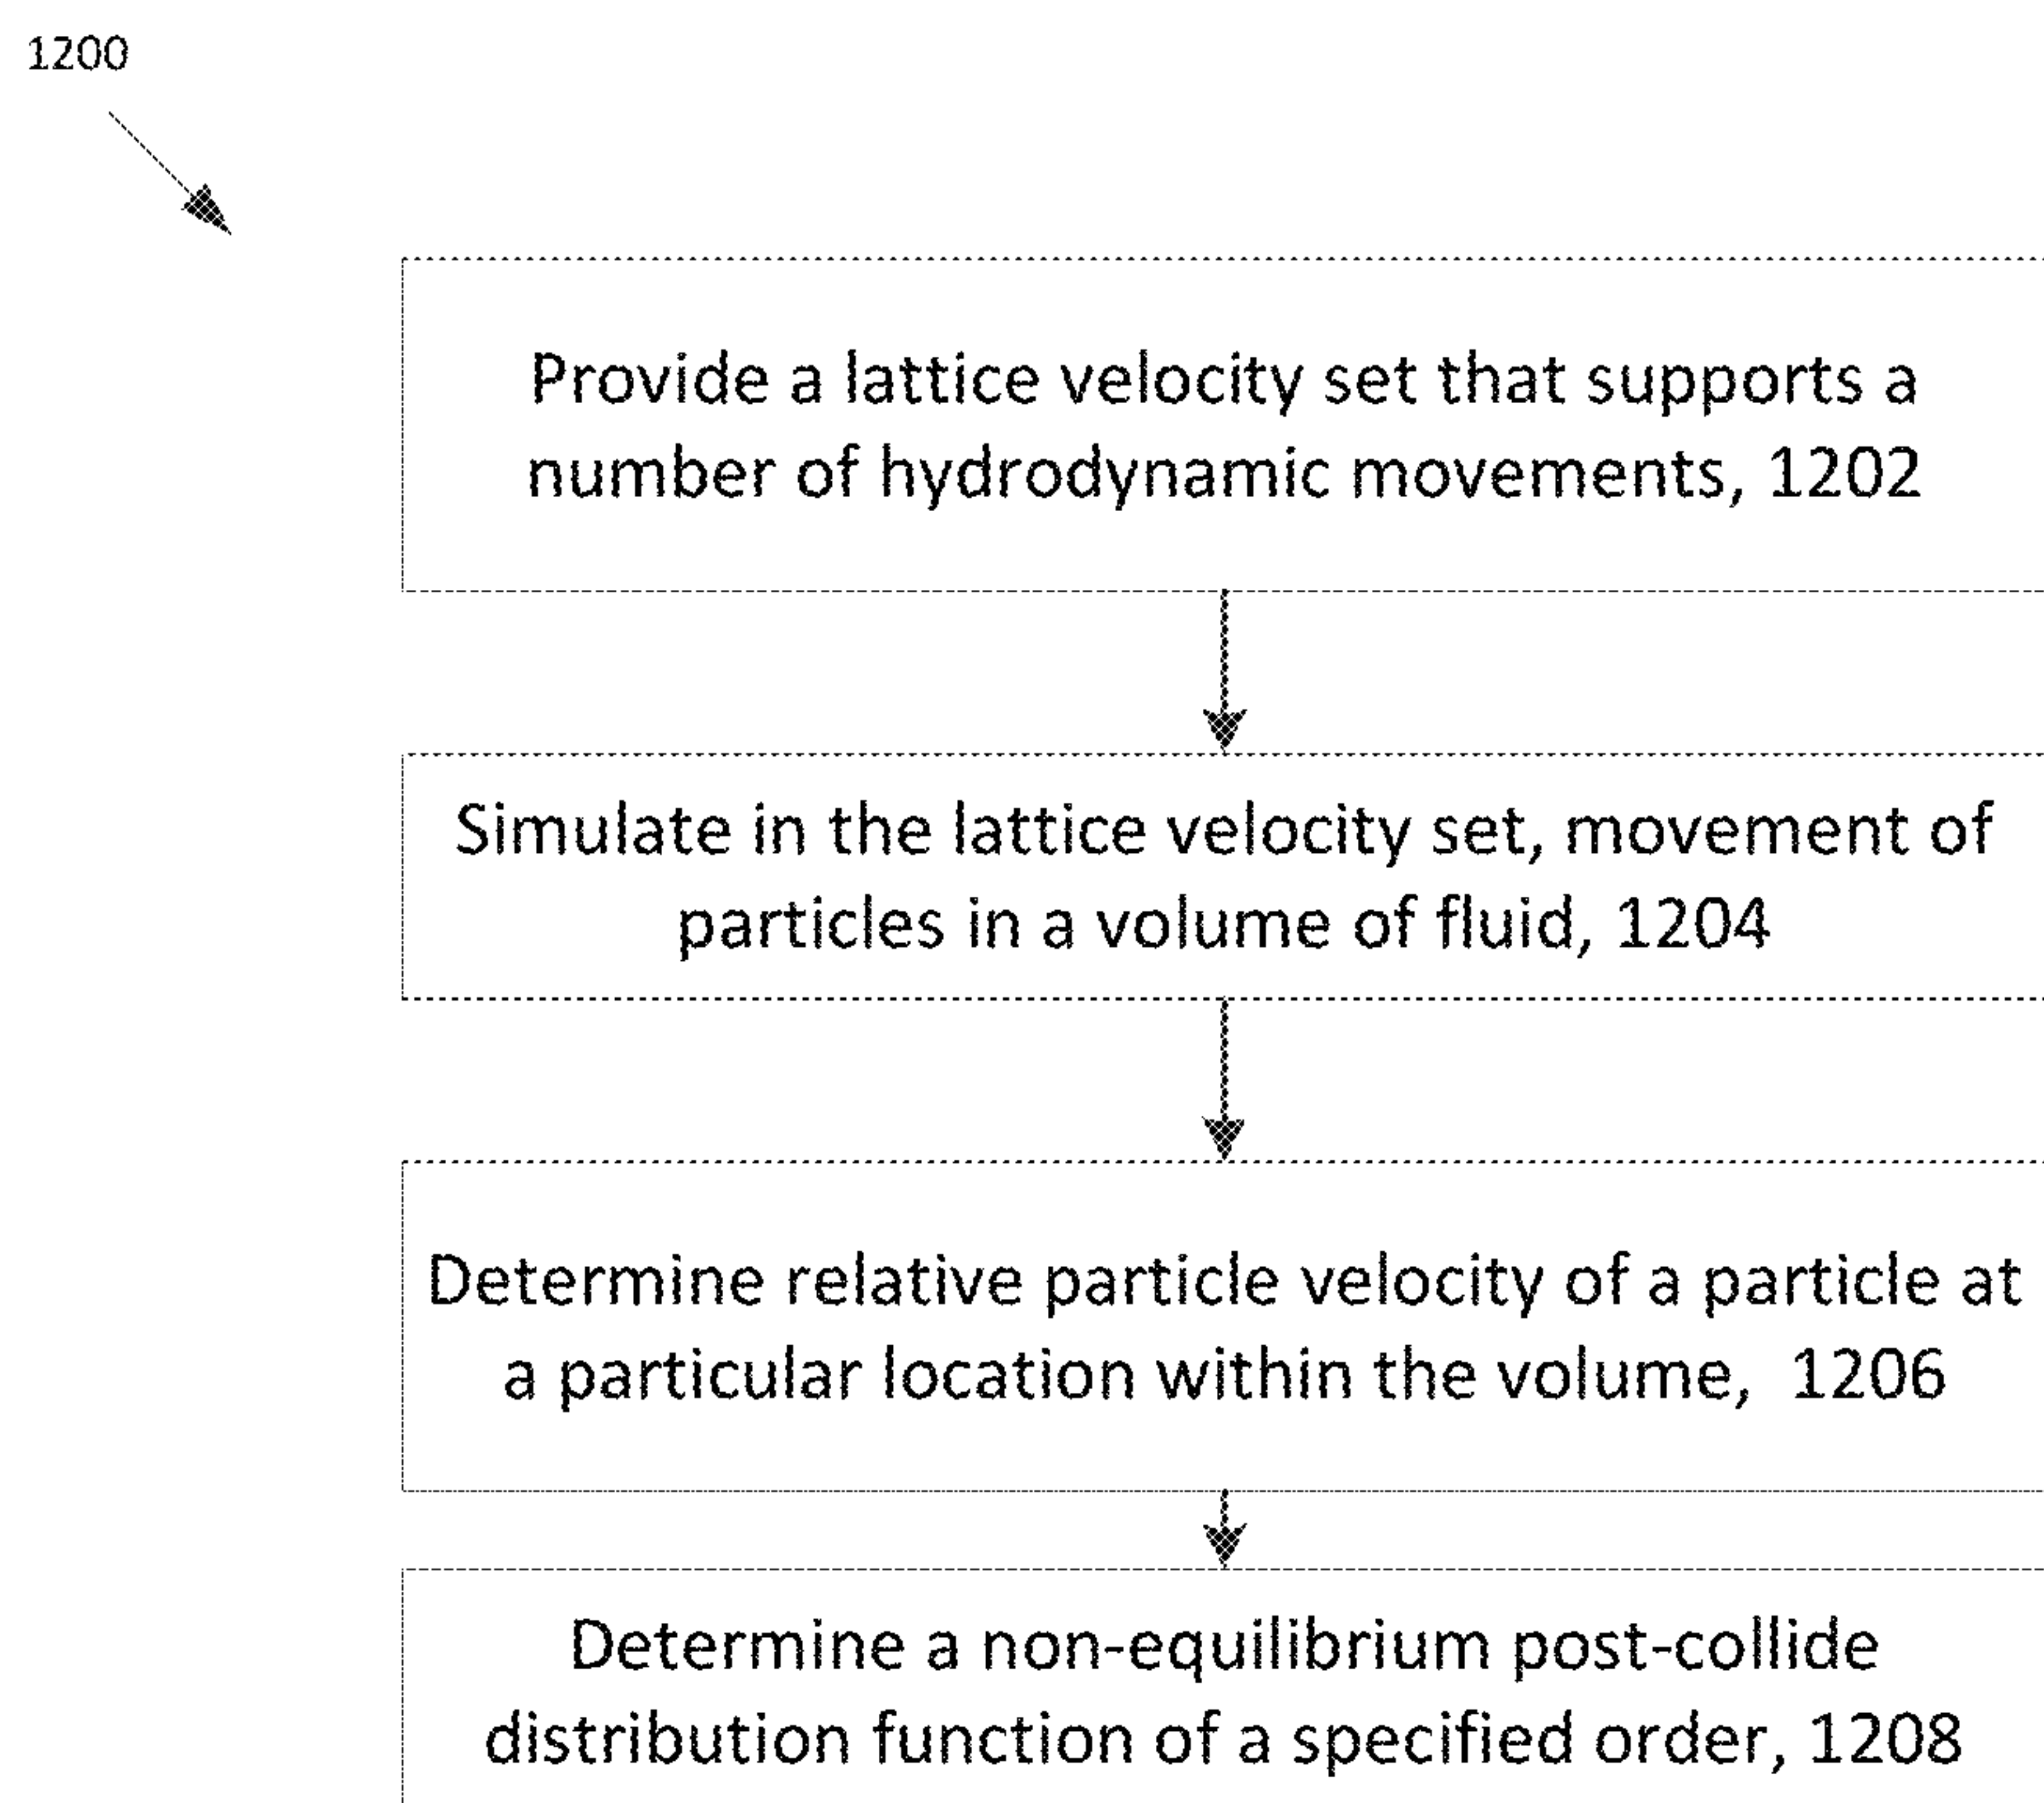 1200
Provide a lattice velocity set that supports a
number of hydrodynamic movements, 1202
Simulate in the lattice velocity set, movement of
particles in a volume of fluid, 1204
Determine relative particle velocity of a particle at
a particular location within the volume, 1206
Determine a non-equilibrium post-collide
distribution function of a specified order, 1208